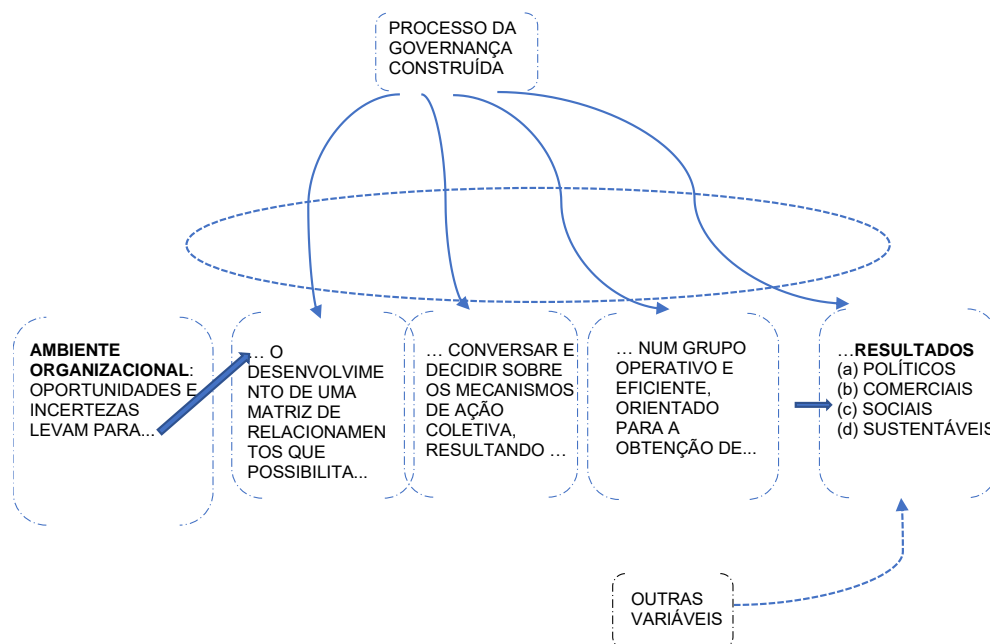 PROCESSO DA
GOVERNANÇA
CONSTRUÍDA
AMBIENTE
ORGANIZACIONAL:
OPORTUNIDADES E
INCERTEZAS
LEVAM PARA...
... O
DESENVOLVIME
NTO DE UMA
MATRIZ DE
RELACIONAMEN
TOS QUE
POSSIBILITA...
... CONVERSAR E
DECIDIR SOBRE
OS MECANISMOS
DE AÇÃO
COLETIVA,
RESULTANDO ...
... NUM GRUPO
OPERATIVO E
EFICIENTE,
ORIENTADO
PARA A
OBTENÇÃO DE...
...RESULTADOS
(a) POLÍTICOS
(b) COMERCIAIS
(c) SOCIAIS
(d) SUSTENTÁVEIS
OUTRAS
VARIÁVEIS